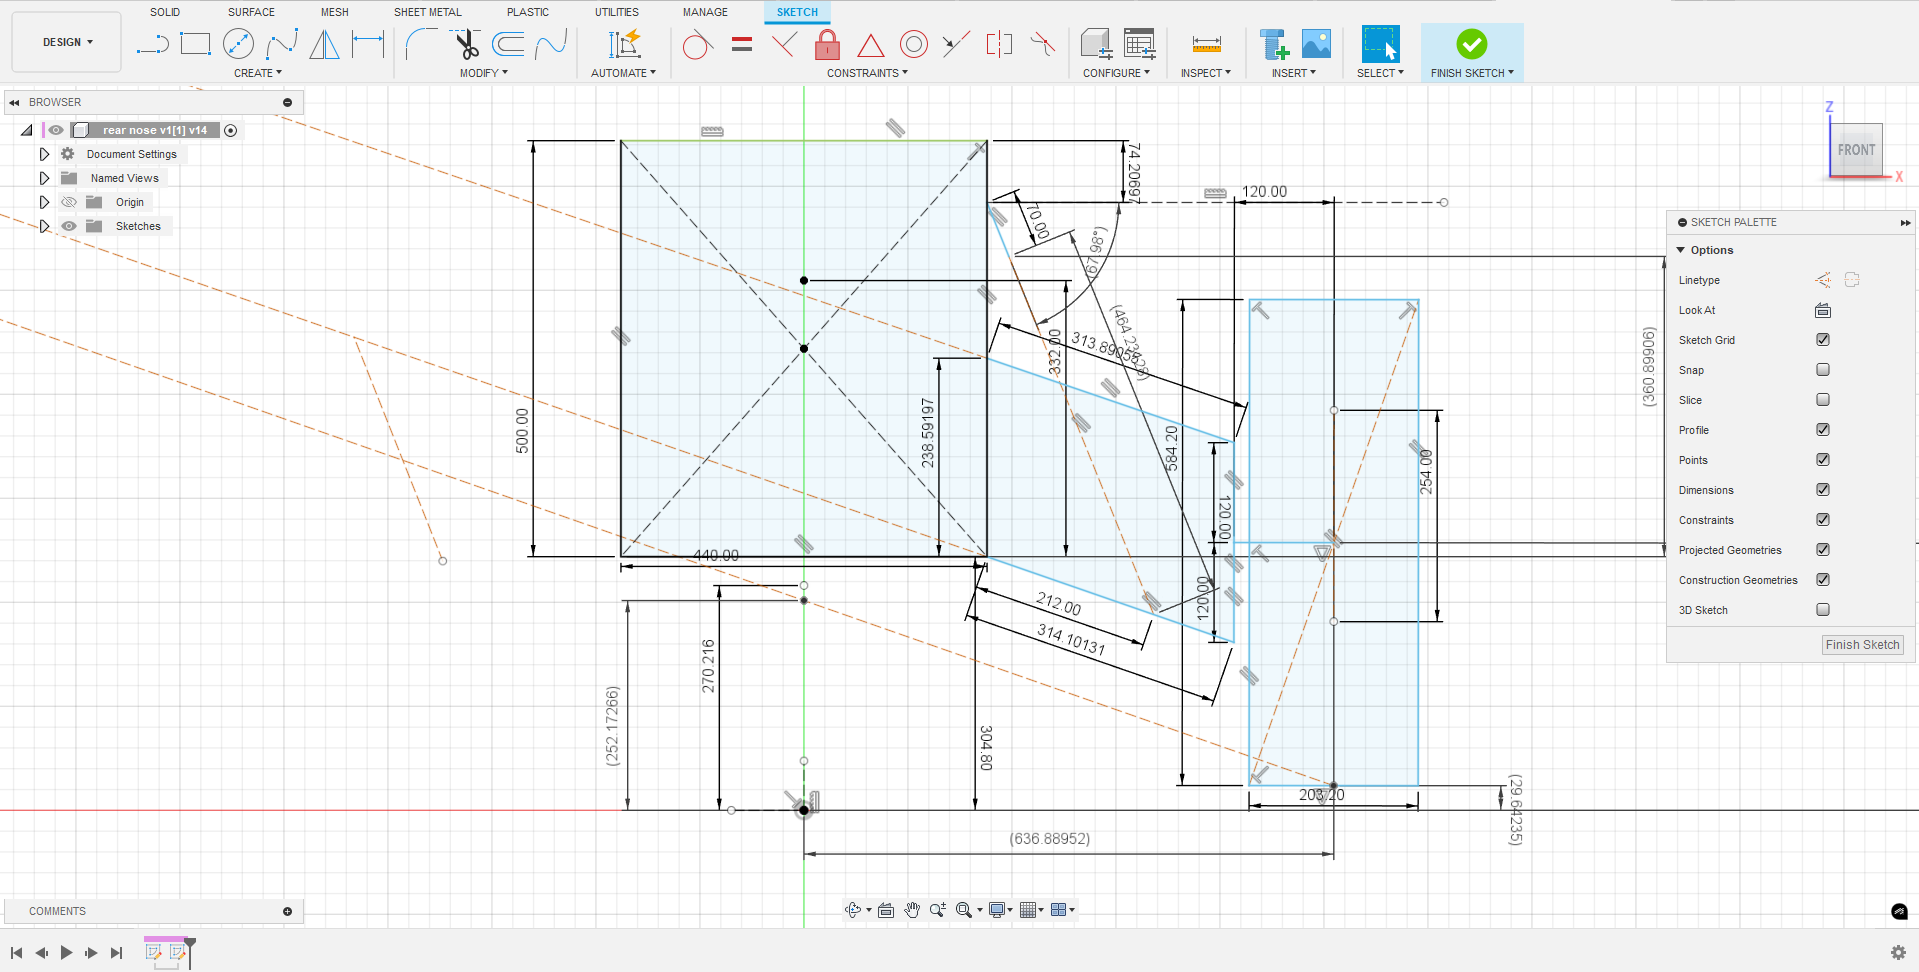 SOLID SURFACE MESH SHEET METAL PLASTIC UTILITIES MANAGE SKETCH
DESIGN
CREATE MODIFY AUTOMATE CONSTRAINTS CONFIGURE INSPECT INSERT SELECT FINISH SKETCH
BROWSER
rear nose v1[1] v14
Document Settings
Named Views
Origin
Sketches
Z
FRONT
X
74.20697
120.00
70.00
(67.98°)
313.89055
332.00
500.00
238.59197
584.20
254.00
(360.89906)
120.00
120.00
440.00
212.00
314.10131
270.216
(252.17266)
304.80
203.20
(29.64235)
(636.88952)
SKETCH PALETTE
Options
Linetype
Look At
Sketch Grid
Snap
Slice
Profile
Points
Dimensions
Constraints
Projected Geometries
Construction Geometries
3D Sketch
Finish Sketch
COMMENTS